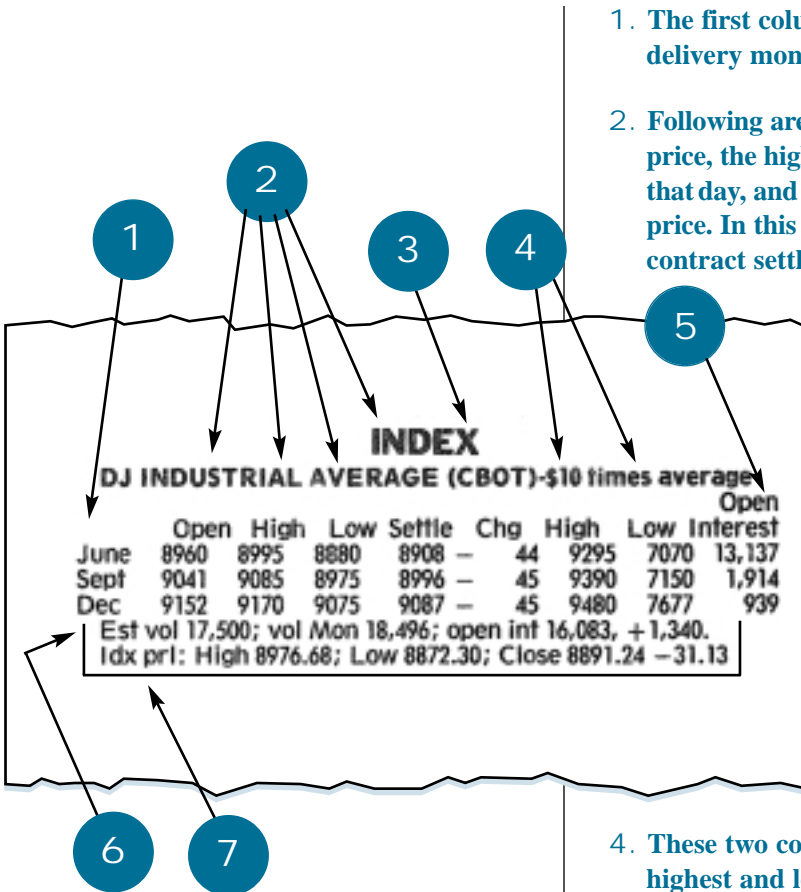 1. The first
delivery
2. Following are
price, the
that day, and
price. In this
contract
1
2
3
4
5
INDEX
DJ INDUSTRIAL AVERAGE (CBOT)-$10 times average
Open
Open High Low Settle Chg High Low Interest
June 8960 8995 8880 8908 – 44 9295 7070 13,137
Sept 9041 9085 8975 8996 – 45 9390 7150 1,914
Dec 9152 9170 9075 9087 – 45 9480 7677 939
Est vol 17,500; vol Mon 18,496; open int 16,083, +1,340.
Idx prl: High 8976.68; Low 8872.30; Close 8891.24 –31.13
6
7
4. These two
highest and